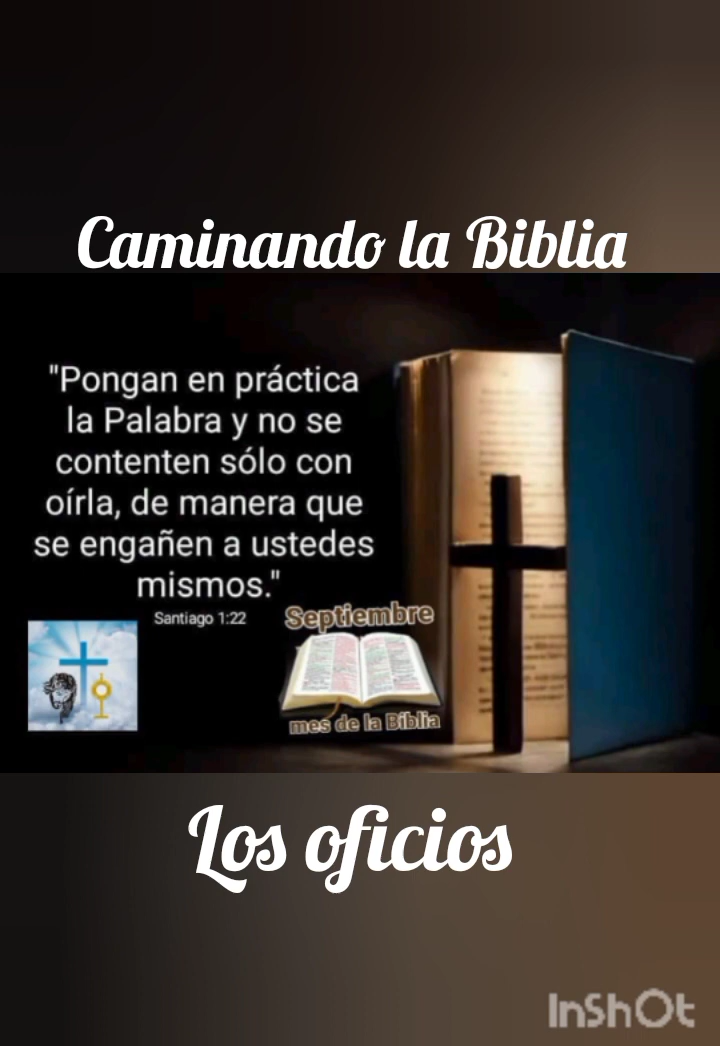 Caminando la Biblia
"Pongan en práctica
la Palabra y no se
contenten sólo con
oírla, de manera que
se engañen a ustedes
mismos."
Santiago 1:22
Septiembre
mes de la Biblia
Los oficios
InShOt